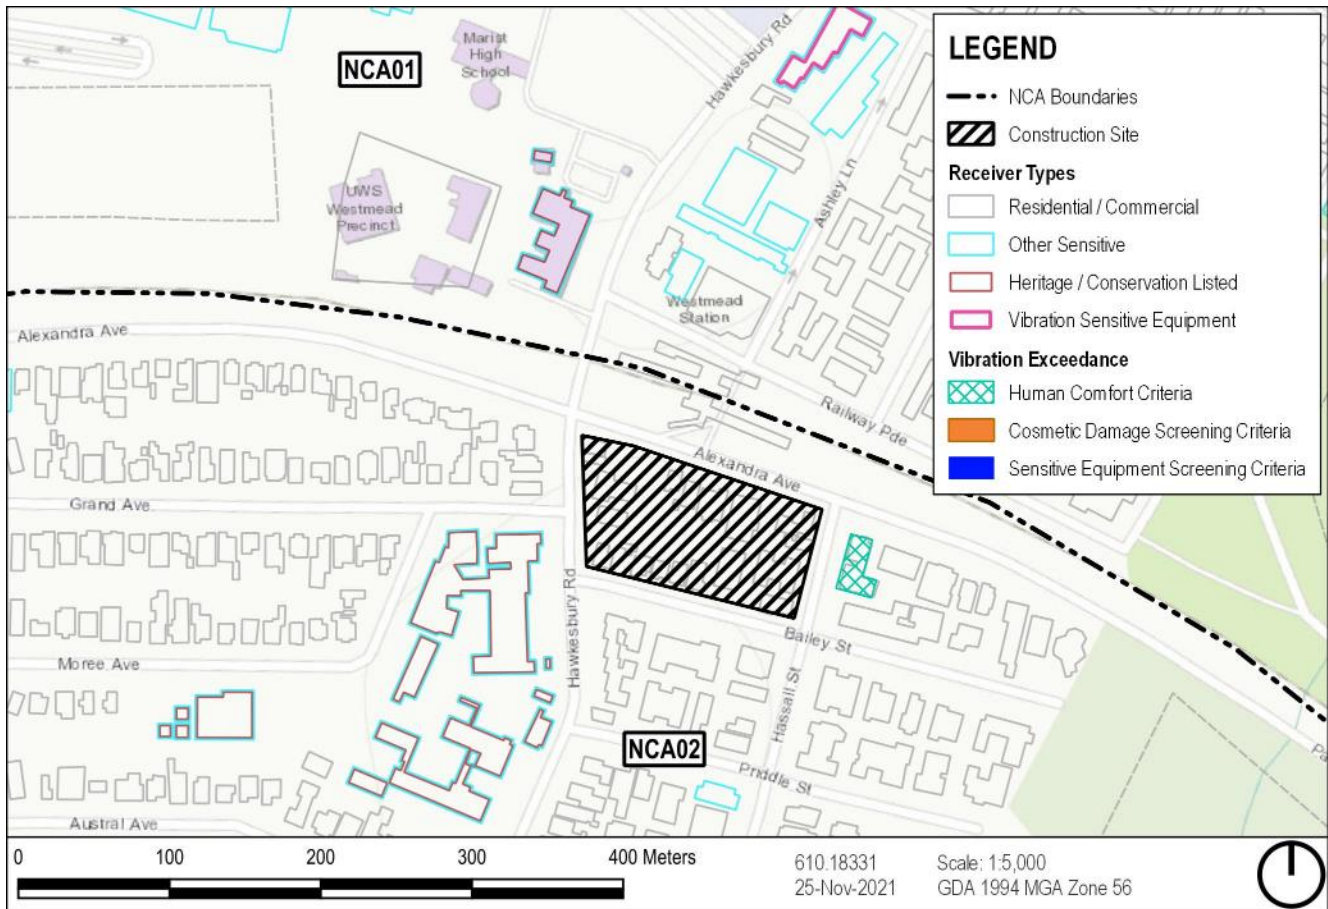 Marist
High
School
NCA01
Hawkesbury Rd
UWS
Westmead
Precinct
Ashley Ln
Westmead
Station
Alexandra Ave
Railway Pde
Alexandra Ave
Grand Ave
Hawkesbury Rd
Bailey St
Moree Ave
Hassall St
NCA02
Priddle St
Pa
Austral Ave
LEGEND
NCA Boundaries
Construction Site
Receiver Types
Residential / Commercial
Other Sensitive
Heritage / Conservation Listed
Vibration Sensitive Equipment
Vibration Exceedance
Human Comfort Criteria
Cosmetic Damage Screening Criteria
Sensitive Equipment Screening Criteria
0 100 200 300 400 Meters
610.18331 Scale: 1:5,000
25-Nov-2021 GDA 1994 MGA Zone 56